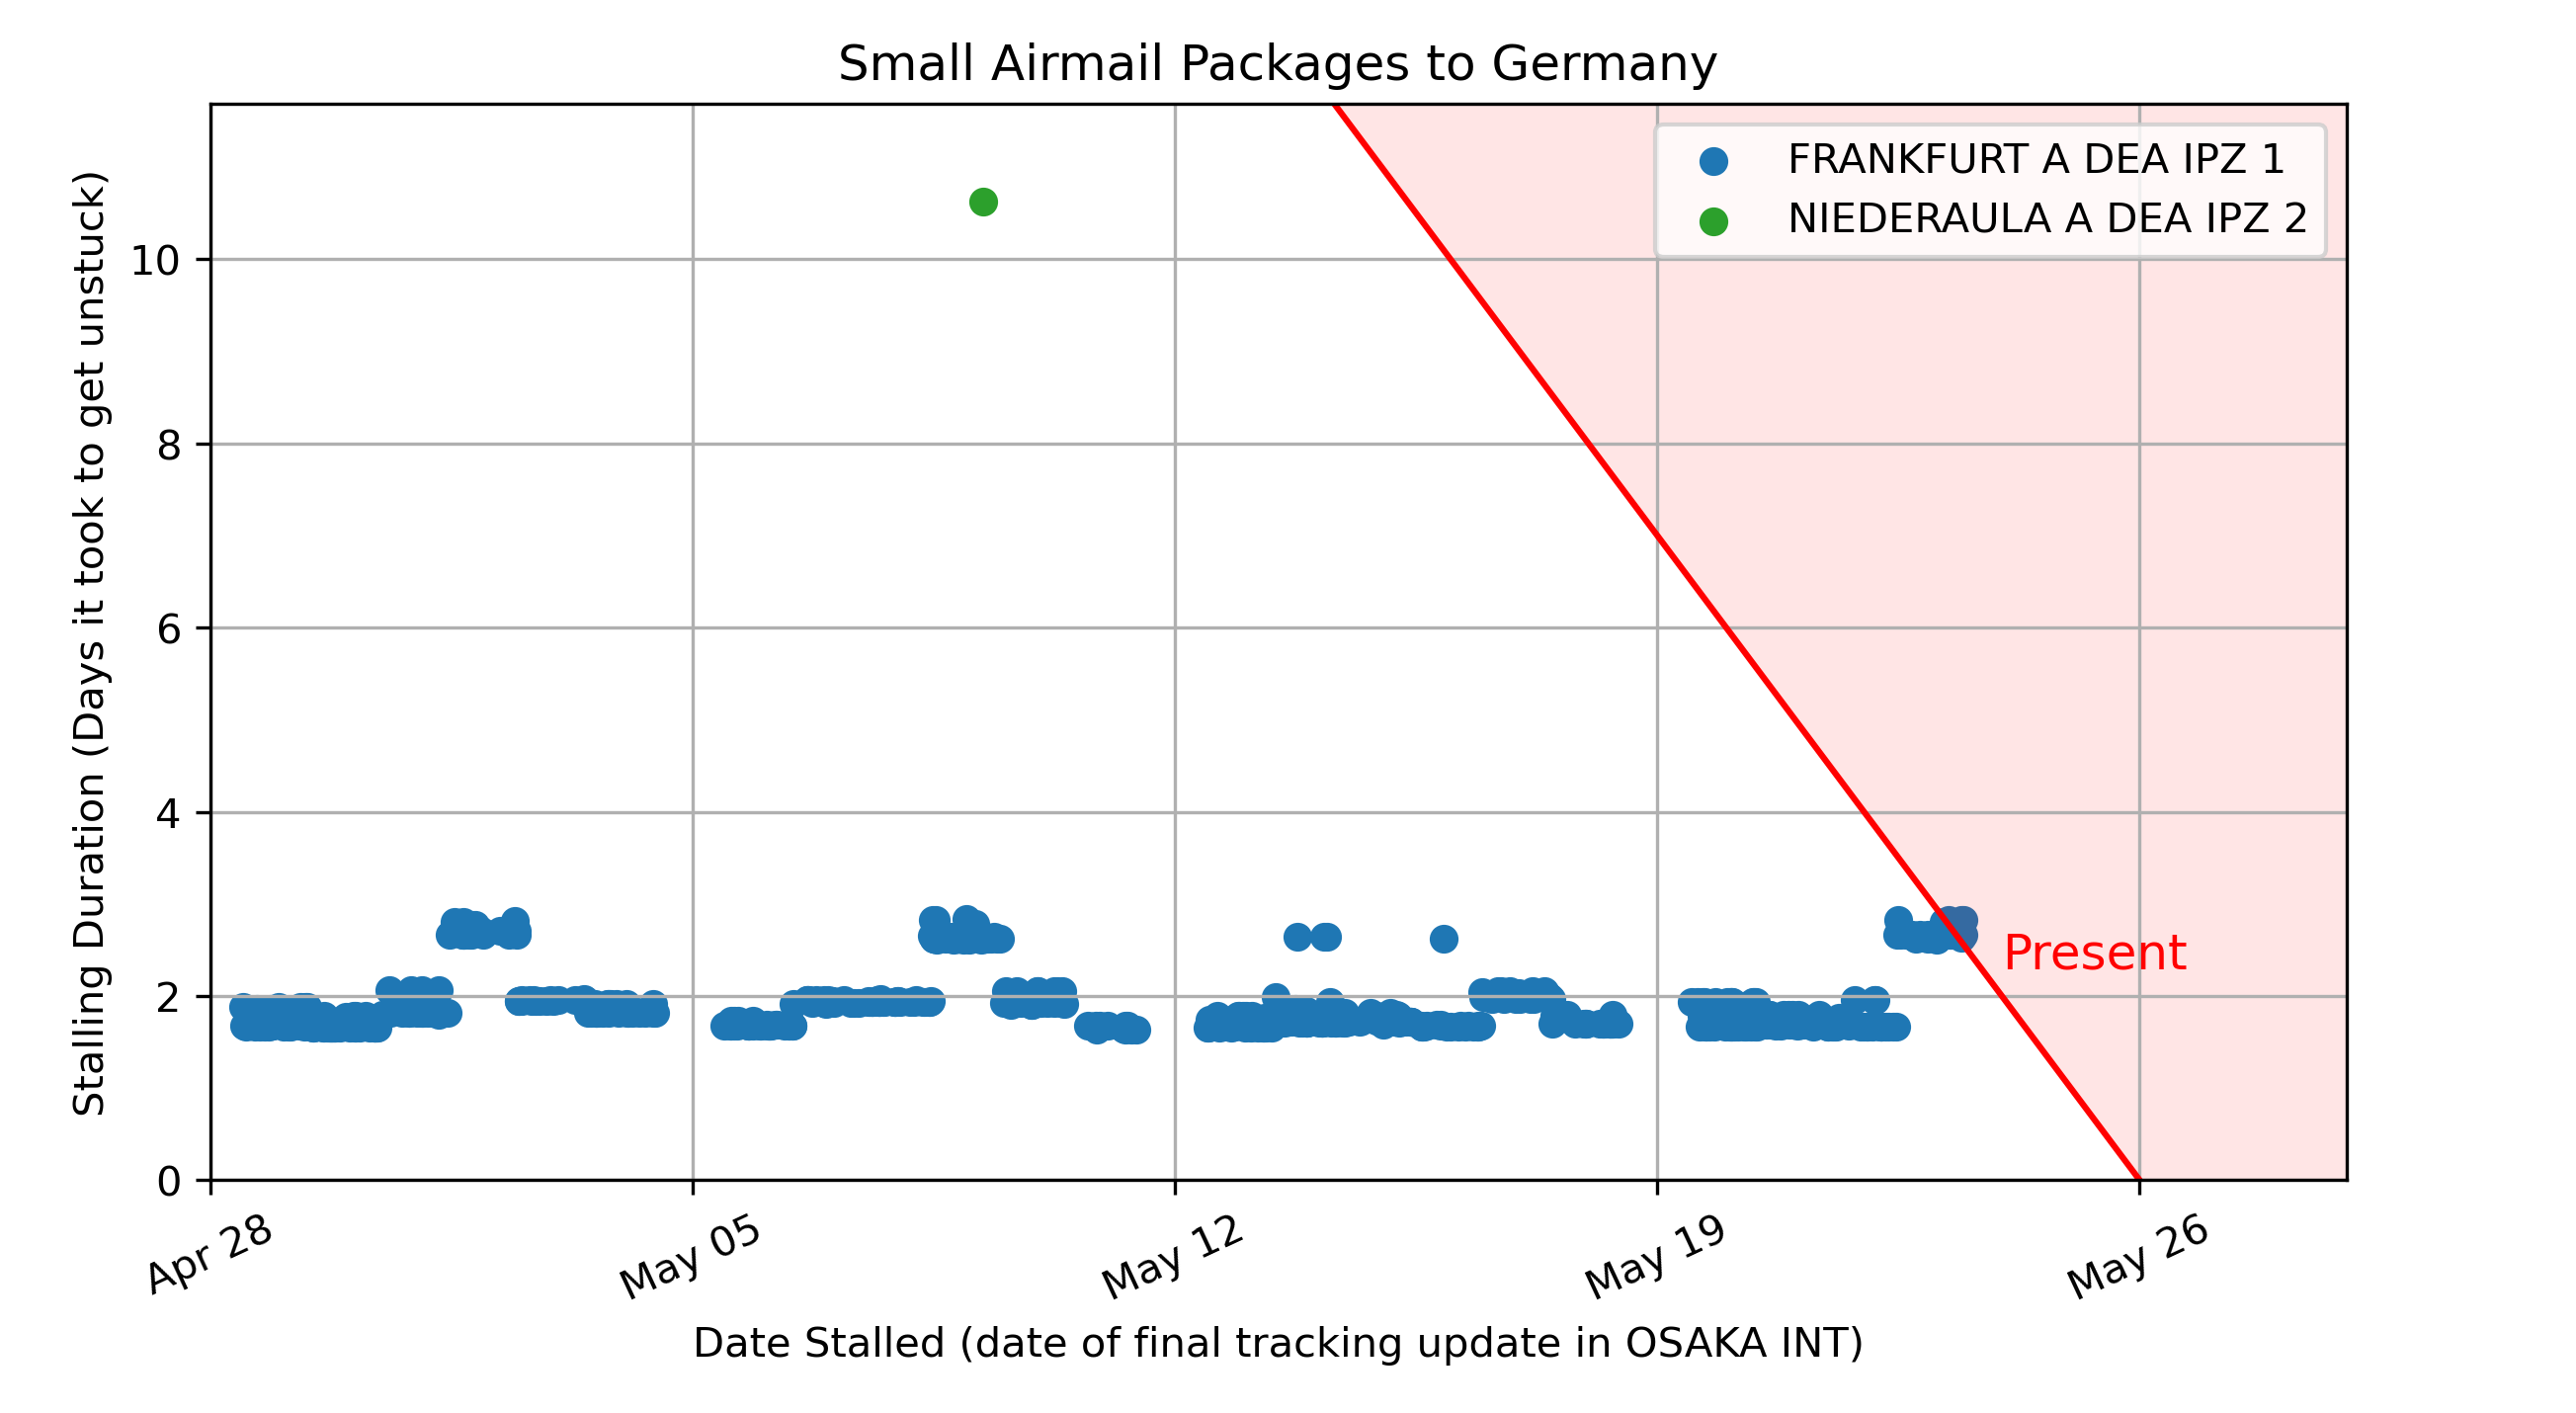 Small Airmail Packages to Germany
FRANKFURT A DEA IPZ 1
NIEDERAULA A DEA IPZ 2
Stalling Duration (Days it took to get unstuck)
10
8
6
4
2
0
Present
Apr 28
May 05
May 12
May 19
May 26
Date Stalled (date of final tracking update in OSAKA INT)